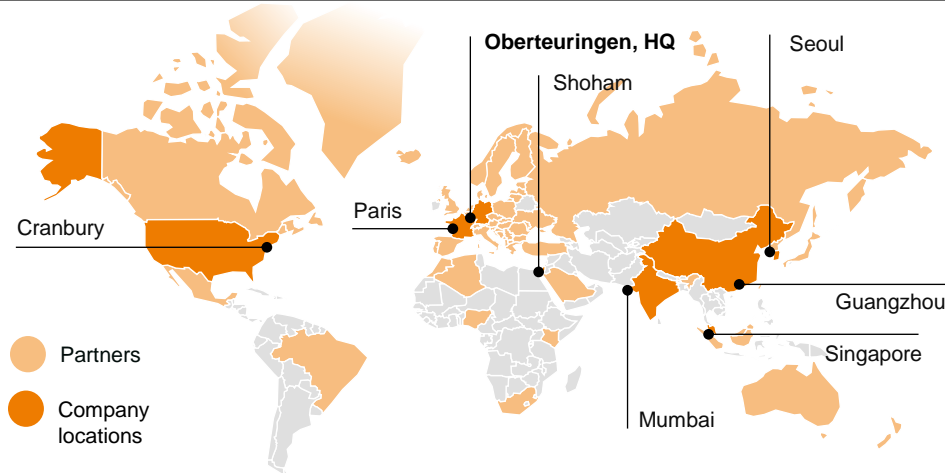 Oberteuringen, HQ
Seoul
Shoham
Paris
Cranbury
Guangzhou
Partners
Singapore
Company
locations
Mumbai